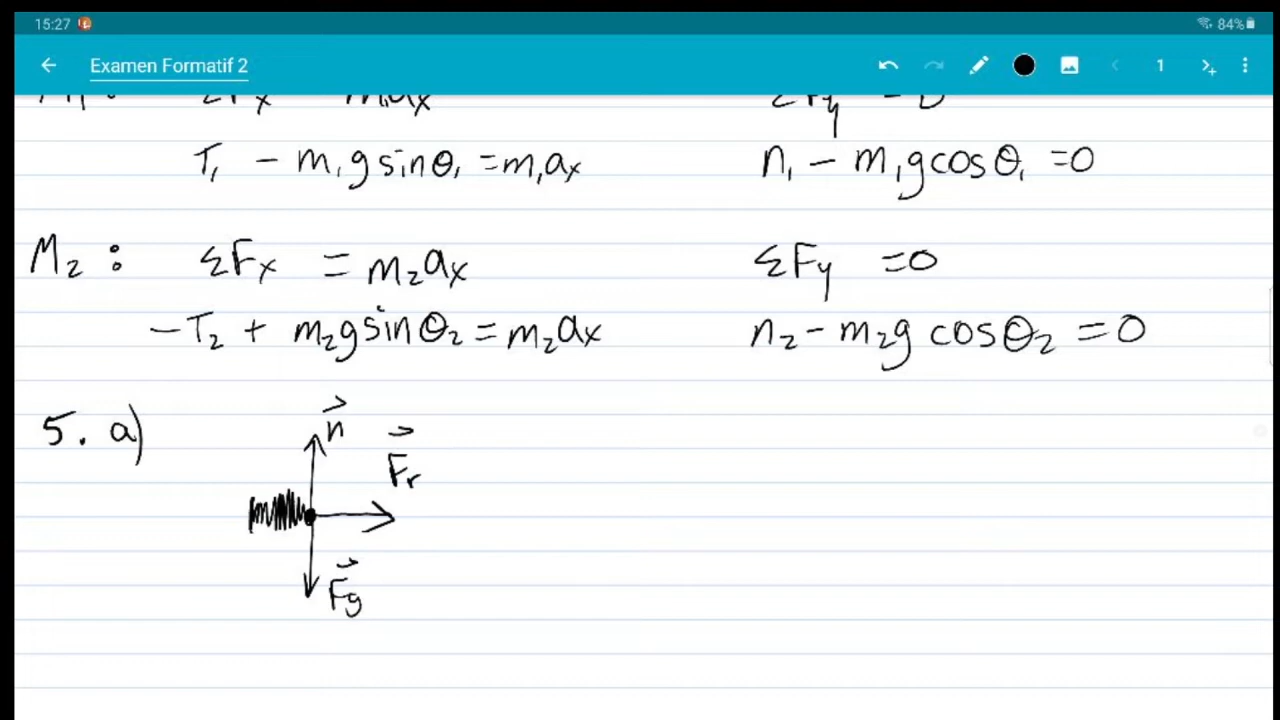 15:27 84%
Examen Formatif 2 1
T₁ - m₁g sinθ₁ = m₁aₓ n₁ - m₁g cosθ₁ = 0
M₂ : ΣFₓ = m₂aₓ ΣFy = 0
-T₂ + m₂g sinθ₂ = m₂aₓ n₂ - m₂g cosθ₂ = 0
5. a) n⃗
F⃗r
F⃗g